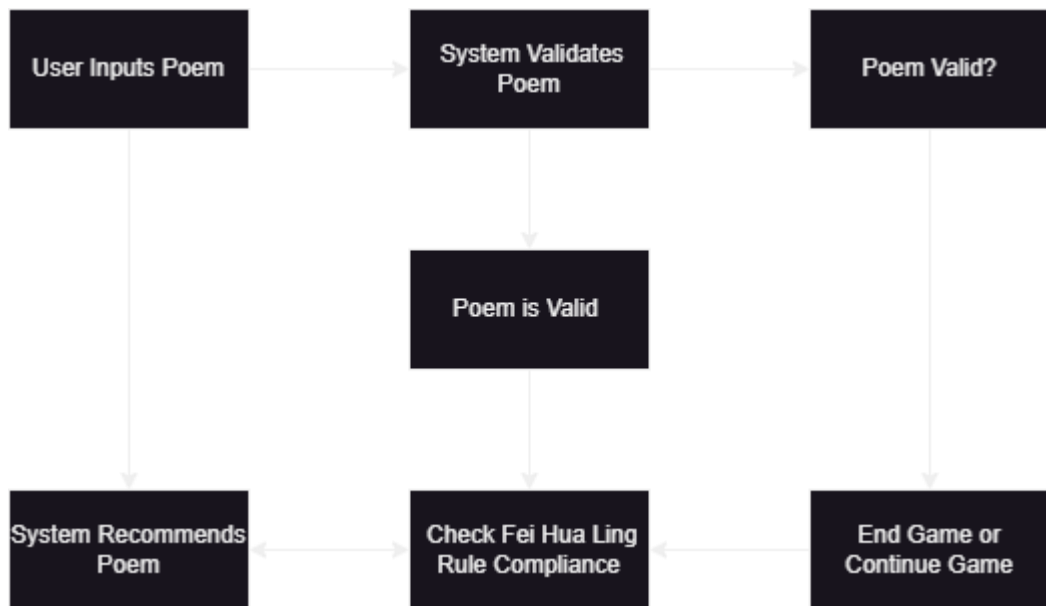 User Inputs Poem
System Validates
Poem
Poem Valid?
Poem is Valid
System Recommends
Poem
Check Fei Hua Ling
Rule Compliance
End Game or
Continue Game